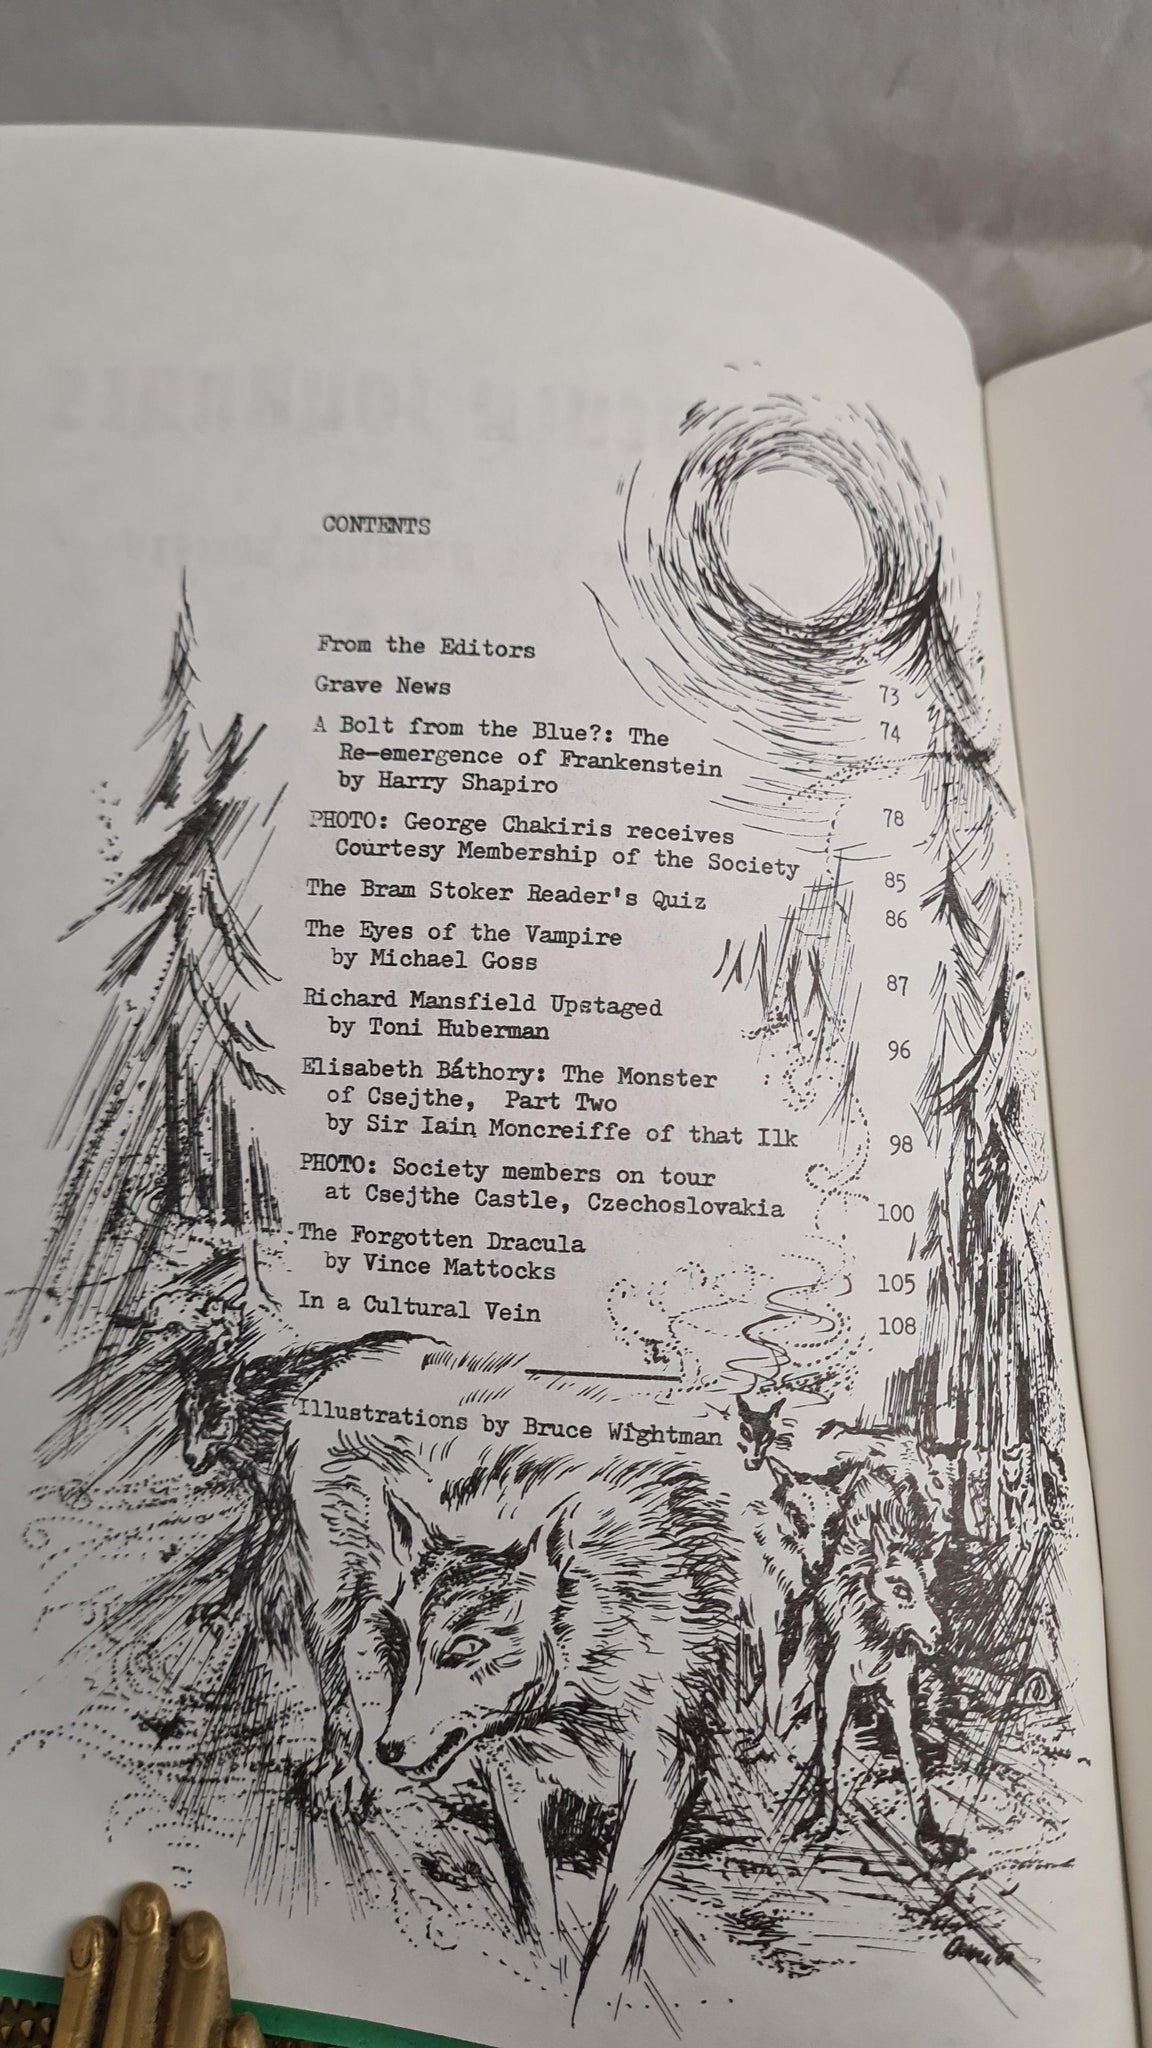 CONTENTS
From the Editors 73
Grave News 74
A Bolt from the Blue?: The
Re-emergence of Frankenstein
by Harry Shapiro 78
PHOTO: George Chakiris receives
Courtesy Membership of the Society 85
The Bram Stoker Reader's Quiz 86
The Eyes of the Vampire
by Michael Goss 87
Richard Mansfield Upstaged
by Toni Huberman 96
Elisabeth Báthory: The Monster
of Csejthe, Part Two
by Sir Iain Moncreiffe of that Ilk 98
PHOTO: Society members on tour
at Csejthe Castle, Czechoslovakia 100
The Forgotten Dracula
by Vince Mattocks 105
In a Cultural Vein 108
Illustrations by Bruce Wightman